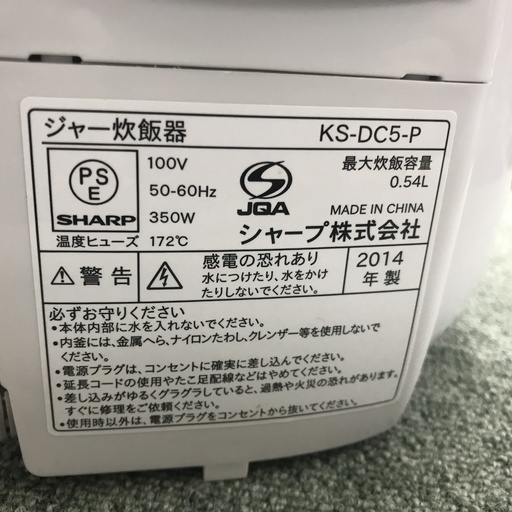 ジャー炊飯器 KS-DC5-P
PSE
SHARP
100V
50-60Hz
350W
温度ヒューズ 172℃
JQA
最大炊飯容量
0.54L
MADE IN CHINA
シャープ株式会社
⚠警告
感電の恐れあり
水につけたり、水をかけ
たりしないでください。
2014
年製
必ずお守りください
•本体内部に水を入れないでください。
•内釜には、金属へら、ナイロンたわし、クレンザー等を使用しない
でください。
•電源プラグは、コンセントに確実に差し込んでください。
•延長コードの使用やたこ足配線などはやめてください。
•差し込みがゆるくグラグラしていると、過熱や火災の恐れがあります。
すぐに修理をご依頼ください。
•使用時以外は、電源プラグをコンセントから抜いてください。